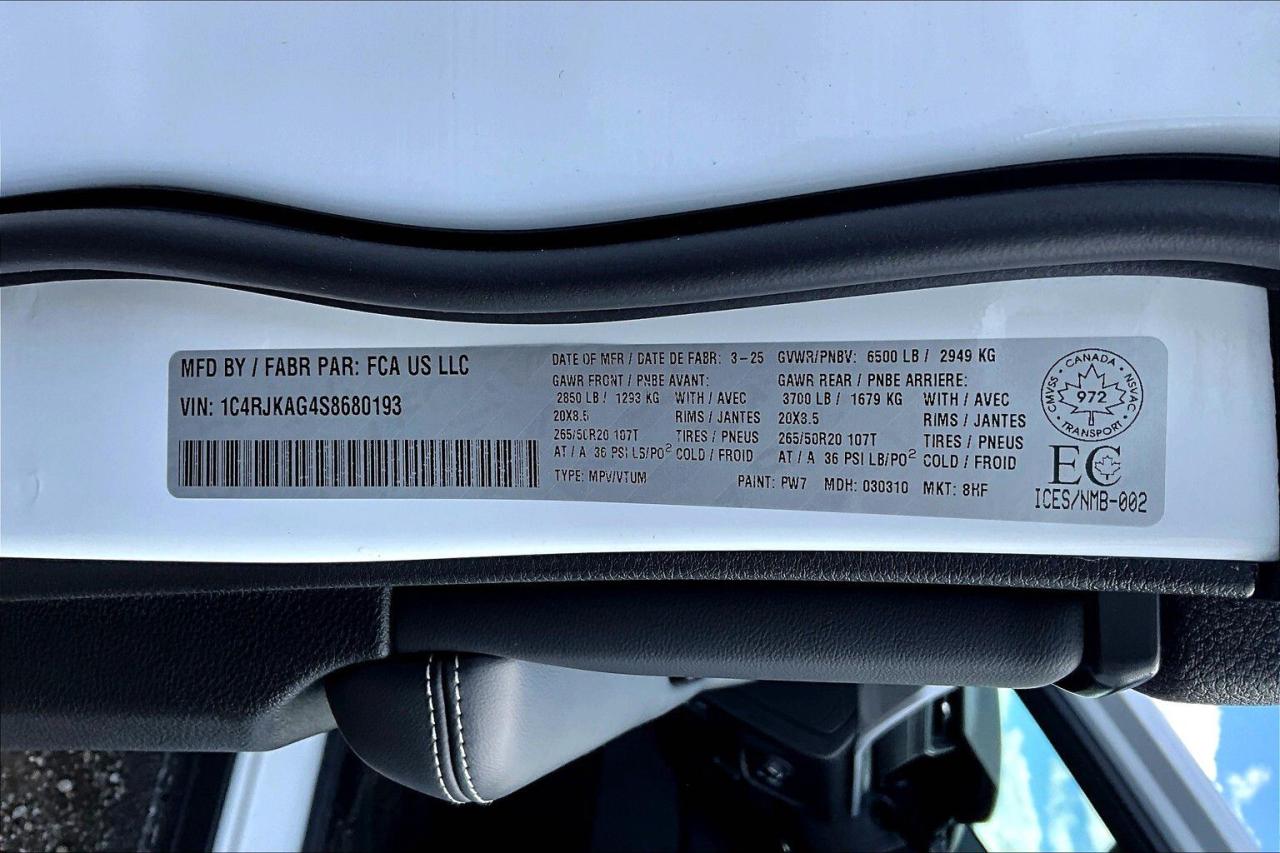 MFD BY / FABR PAR: FCA US LLC
VIN: 1C4RJKAG4S8680193
DATE OF MFR / DATE DE FABR: 3-25 GVWR/PNBV: 6500 LB / 2949 KG
GAWR FRONT / PNBE AVANT: GAWR REAR / PNBE ARRIERE:
2850 LB / 1293 KG WITH / AVEC 3700 LB / 1679 KG WITH / AVEC
20X8.5 RIMS / JANTES 20X8.5 RIMS / JANTES
265/50R20 107T TIRES / PNEUS 265/50R20 107T TIRES / PNEUS
AT / A 36 PSI LB/PO² COLD / FROID AT / A 36 PSI LB/PO² COLD / FROID
TYPE: MPV/VTUM PAINT: PW7 MDH: 030310 MKT: 8HF
CANADA
CMVSS · NSVAC
972
TRANSPORT
EC
ICES/NMB-002